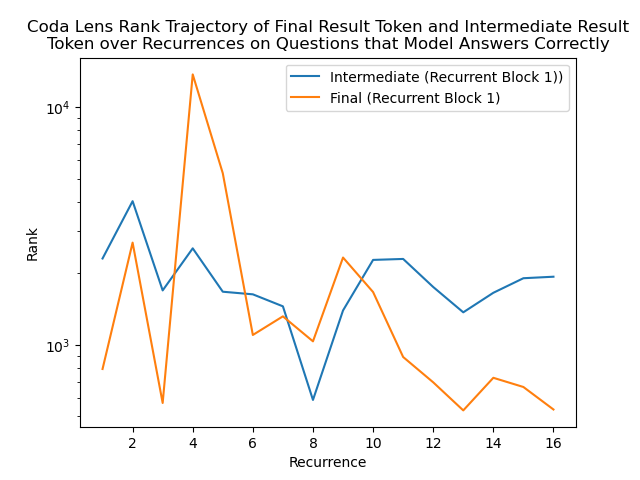 Coda Lens Rank Trajectory of Final Result Token and Intermediate Result
Token over Recurrences on Questions that Model Answers Correctly
Intermediate (Recurrent Block 1))
Final (Recurrent Block 1)
10⁴
10³
Rank
2 4 6 8 10 12 14 16
Recurrence